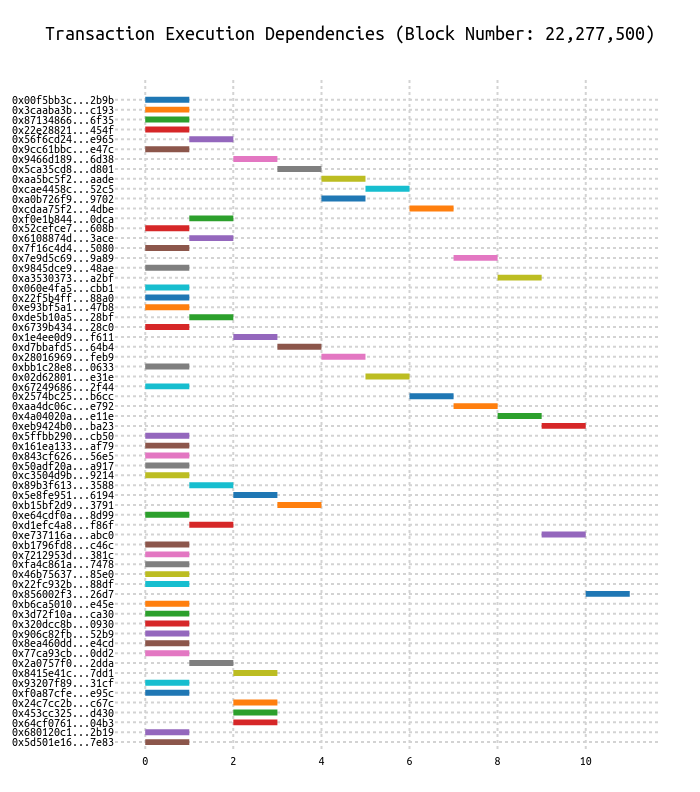 Transaction Execution Dependencies (Block Number: 22,277,500)
0x00f5bb3c...2b9b
0x3caaba3b...c193
0x87134866...6f35
0x22e28821...454f
0x56f6cd24...e965
0x9cc61bbc...e47c
0x9466d189...6d38
0x5ca35cd8...d801
0xaa5bc5f2...aade
0xcae4458c...52c5
0xa0b726f9...9702
0xcdaa75f2...4dbe
0xf0e1b844...0dca
0x52cefce7...608b
0x6108874d...3ace
0x7f16c4d4...5080
0x7e9d5c69...9a89
0x9845dce9...48ae
0xa3530373...a2bf
0x060e4fa5...cbb1
0x22f5b4ff...88a0
0xe93bf5a1...47b8
0xde5b10a5...28bf
0x6739b434...28c0
0x1e4ee0d9...f611
0xd7bbafd5...64b4
0x28016969...feb9
0xbb1c28e8...0633
0x02d62801...e31e
0x67249686...2f44
0x2574bc25...b6cc
0xaa4dc06c...e792
0x4a04020a...e11e
0xeb9424b0...ba23
0x5ffbb290...cb50
0x161ea133...af79
0x843cf626...56e5
0x50adf20a...a917
0xc3504d9b...9214
0x89b3f613...3588
0x5e8fe951...6194
0xb15bf2d9...3791
0xe64cdf0a...8d99
0xd1efc4a8...f86f
0xe737116a...abc0
0xb1796fd8...c46c
0x7212953d...381c
0xfa4c861a...7478
0x46b75637...85e0
0x22fc932b...88df
0x856002f3...26d7
0xb6ca5010...e45e
0x3d72f10a...ca30
0x320dcc8b...0930
0x906c82fb...52b9
0x8ea460dd...e4cd
0x77ca93cb...0dd2
0x2a0757f0...2dda
0x8415e41c...7dd1
0x93207f89...31cf
0xf0a87cfe...e95c
0x24c7cc2b...c67c
0x453cc325...d430
0x64cf0761...04b3
0x680120c1...2b19
0x5d501e16...7e83
0 2 4 6 8 10